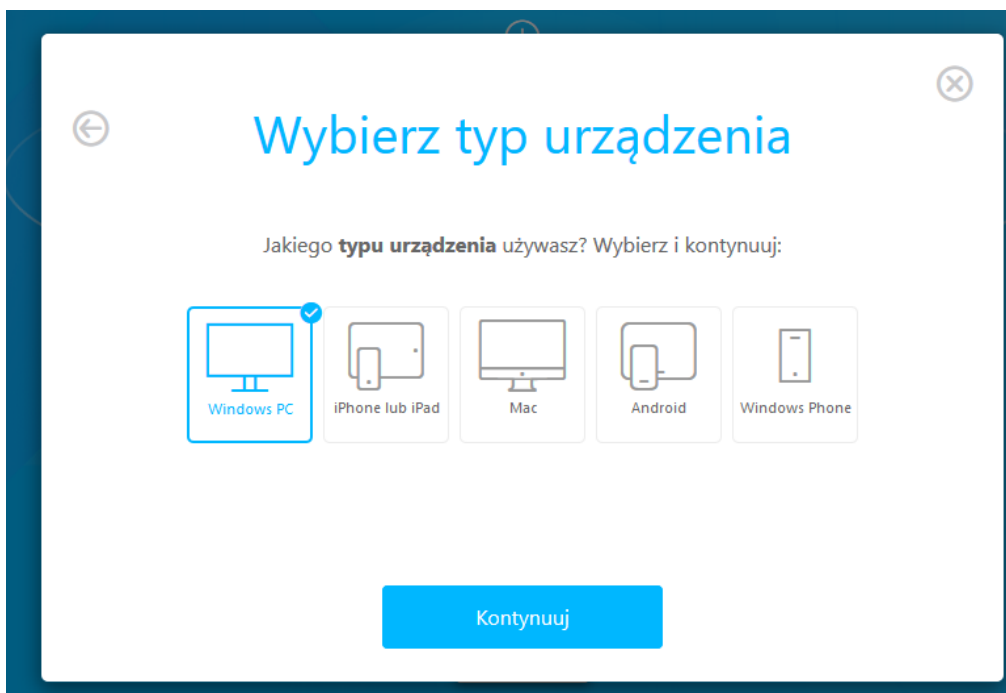 Wybierz typ urządzenia
Jakiego typu urządzenia używasz? Wybierz i kontynuuj:
Windows PC
iPhone lub iPad
Mac
Android
Windows Phone
Kontynuuj